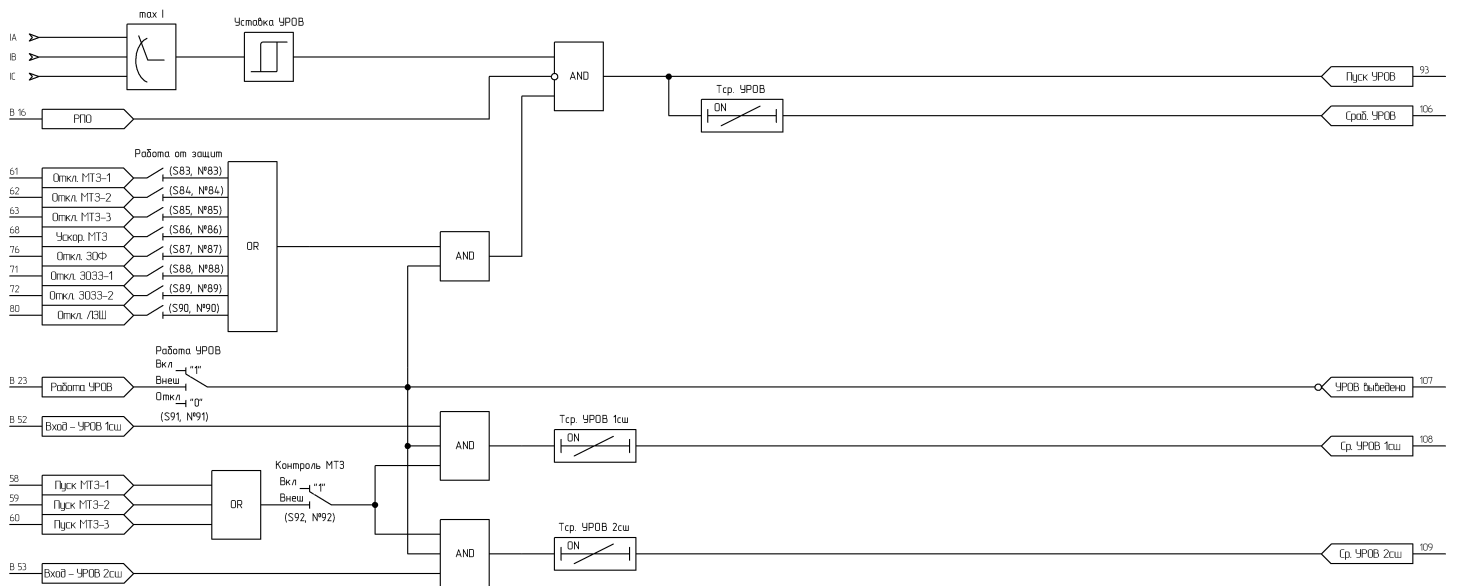 max I
Уставка УРОВ
IA
IB
IC
AND
Пуск УРОВ
93
Тср. УРОВ
ON
В 16
РПО
Сраб. УРОВ
106
Работа от защит
61
Откл. МТЗ-1
(S83, №83)
62
Откл. МТЗ-2
(S84, №84)
63
Откл. МТЗ-3
(S85, №85)
68
Ускор. МТЗ
(S86, №86)
76
Откл. ЗОФ
(S87, №87)
71
Откл. ЗОЗЗ-1
(S88, №88)
72
Откл. ЗОЗЗ-2
(S89, №89)
80
Откл. ЛЗШ
(S90, №90)
OR
AND
Работа УРОВ
Вкл "1"
Внеш
Откл "0"
(S91, №91)
В 23
Работа УРОВ
УРОВ выведено
107
В 52
Вход - УРОВ 1сш
AND
Тср. УРОВ 1сш
ON
Ср. УРОВ 1сш
108
58
Пуск МТЗ-1
59
Пуск МТЗ-2
60
Пуск МТЗ-3
OR
Контроль МТЗ
Вкл "1"
Внеш
(S92, №92)
AND
Тср. УРОВ 2сш
ON
Ср. УРОВ 2сш
109
В 53
Вход - УРОВ 2сш